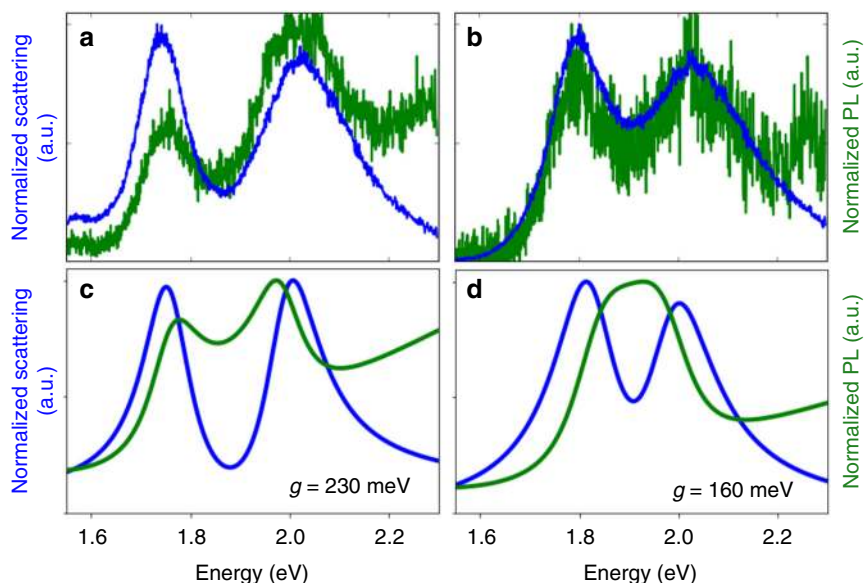 a
b
Normalized scattering
(a.u.)
Normalized PL (a.u.)
c
d
Normalized scattering
(a.u.)
Normalized PL (a.u.)
g = 230 meV
g = 160 meV
1.6 1.8 2.0 2.2 1.6 1.8 2.0 2.2
Energy (eV) Energy (eV)